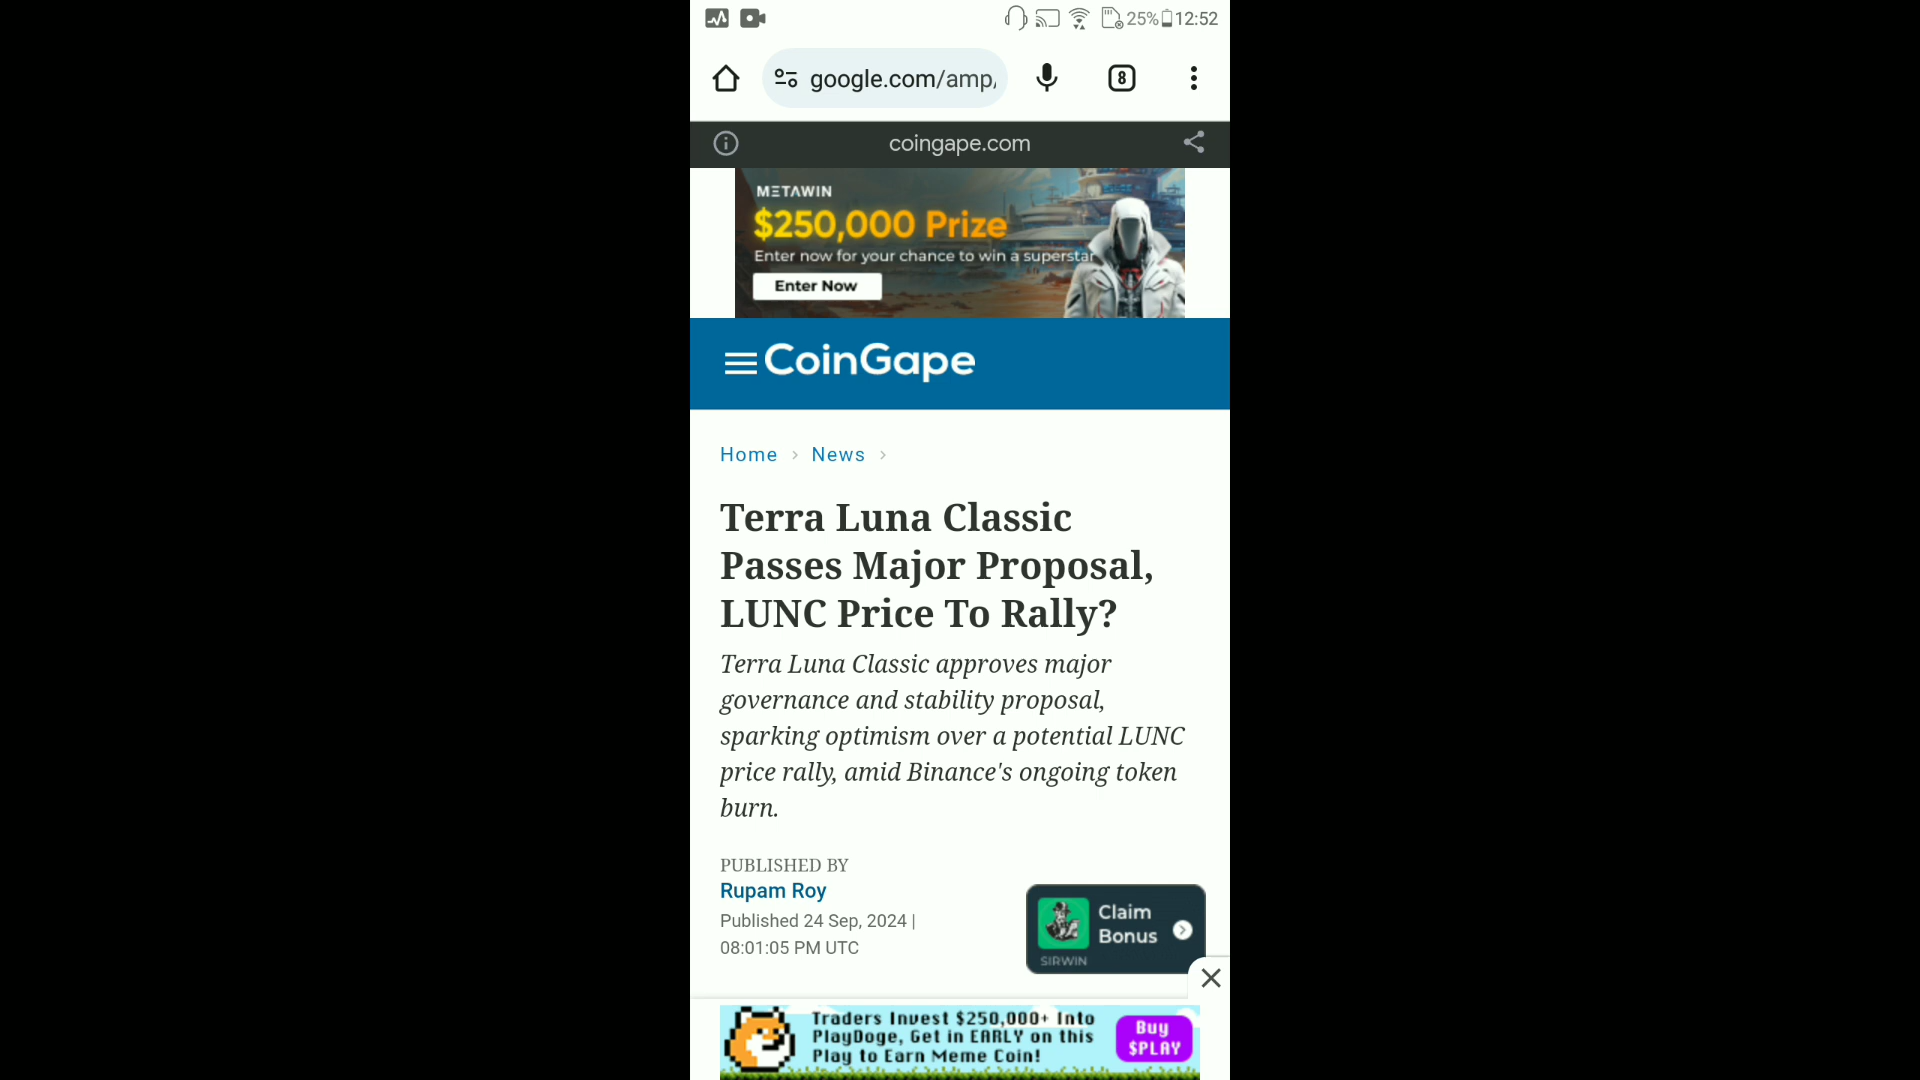 25% 12:52
google.com/amp/
8
coingape.com
METAWIN
$250,000 Prize
Enter now for your chance to win a superstar
Enter Now
CoinGape
Home > News >
Terra Luna Classic
Passes Major Proposal,
LUNC Price To Rally?
Terra Luna Classic approves major
governance and stability proposal,
sparking optimism over a potential LUNC
price rally, amid Binance's ongoing token
burn.
PUBLISHED BY
Rupam Roy
Published 24 Sep, 2024 |
08:01:05 PM UTC
Claim
Bonus
SIRWIN
Traders Invest $250,000+ Into
PlayDoge, Get in EARLY on this
Play to Earn Meme Coin!
Buy
$PLAY